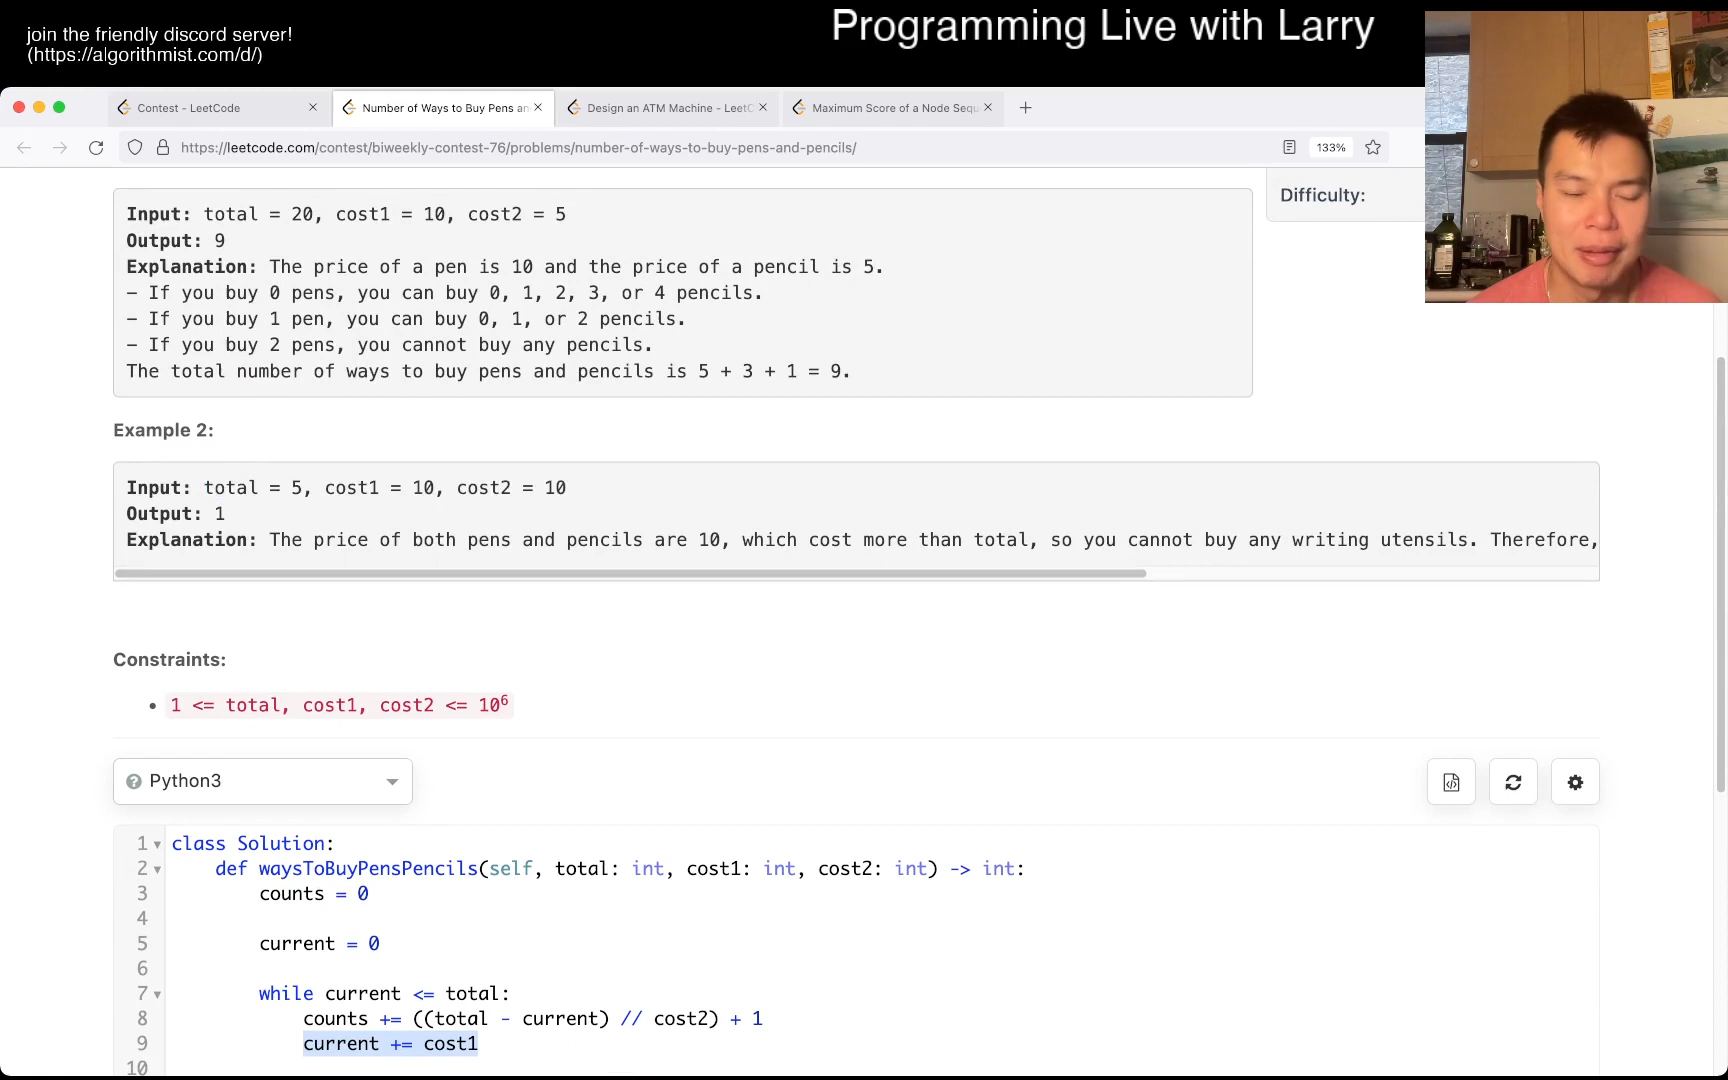 join the friendly discord server!
(https://algorithmist.com/d/)
Programming Live with Larry
Contest - LeetCode
Number of Ways to Buy Pens an
Design an ATM Machine - LeetC
Maximum Score of a Node Sequ
https://leetcode.com/contest/biweekly-contest-76/problems/number-of-ways-to-buy-pens-and-pencils/
133%
Difficulty:
Input: total = 20, cost1 = 10, cost2 = 5
Output: 9
Explanation: The price of a pen is 10 and the price of a pencil is 5.
- If you buy 0 pens, you can buy 0, 1, 2, 3, or 4 pencils.
- If you buy 1 pen, you can buy 0, 1, or 2 pencils.
- If you buy 2 pens, you cannot buy any pencils.
The total number of ways to buy pens and pencils is 5 + 3 + 1 = 9.
Example 2:
Input: total = 5, cost1 = 10, cost2 = 10
Output: 1
Explanation: The price of both pens and pencils are 10, which cost more than total, so you cannot buy any writing utensils. Therefore,
Constraints:
• 1 <= total, cost1, cost2 <= 10⁶
Python3
1 class Solution:
2 def waysToBuyPensPencils(self, total: int, cost1: int, cost2: int) -> int:
3 counts = 0
4
5 current = 0
6
7 while current <= total:
8 counts += ((total - current) // cost2) + 1
9 current += cost1
10